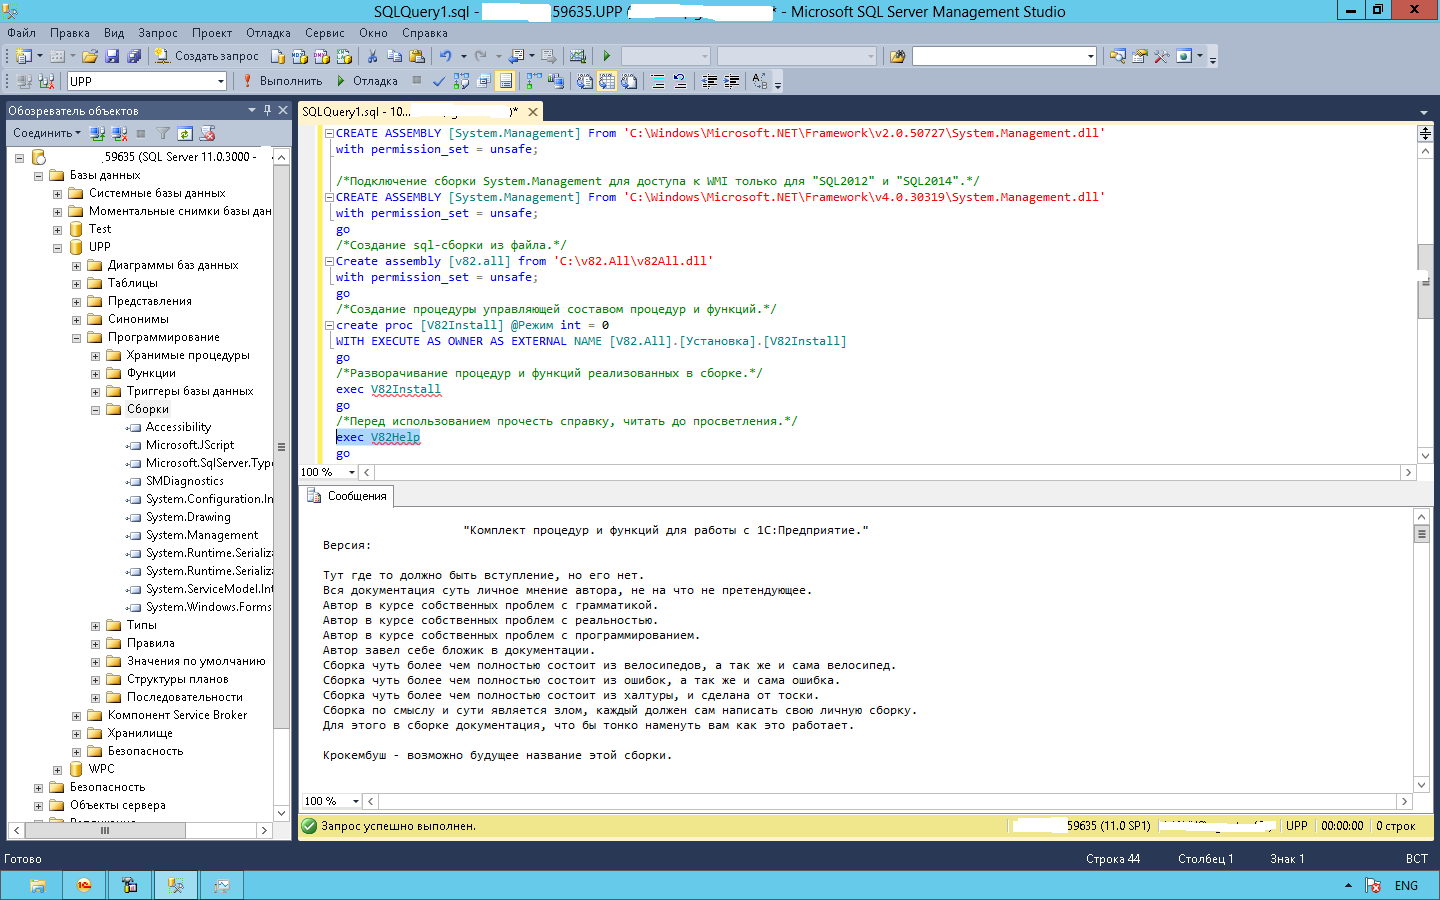 SQLQuery1.sql - 59635.UPP ( * - Microsoft SQL Server Management Studio
Файл Правка Вид Запрос Проект Отладка Сервис Окно Справка
Создать запрос
UPP Выполнить Отладка
Обозреватель объектов
Соединить
59635 (SQL Server 11.0.3000 -
Базы данных
Системные базы данных
Моментальные снимки базы дан
Test
UPP
Диаграммы баз данных
Таблицы
Представления
Синонимы
Программирование
Хранимые процедуры
Функции
Триггеры базы данных
Сборки
Accessibility
Microsoft.JScript
Microsoft.SqlServer.Type
SMDiagnostics
System.Configuration.In
System.Drawing
System.Management
System.Runtime.Serializa
System.Runtime.Serializa
System.ServiceModel.Int
System.Windows.Forms
Типы
Правила
Значения по умолчанию
Структуры планов
Последовательности
Компонент Service Broker
Хранилище
Безопасность
WPC
Безопасность
Объекты сервера
SQLQuery1.sql - 10... )*
CREATE ASSEMBLY [System.Management] From 'C:\Windows\Microsoft.NET\Framework\v2.0.50727\System.Management.dll'
with permission_set = unsafe;
/*Подключение сборки System.Management для доступа к WMI только для "SQL2012" и "SQL2014".*/
CREATE ASSEMBLY [System.Management] From 'C:\Windows\Microsoft.NET\Framework\v4.0.30319\System.Management.dll'
with permission_set = unsafe;
go
/*Создание sql-сборки из файла.*/
Create assembly [v82.all] from 'C:\v82.All\v82All.dll'
with permission_set = unsafe;
go
/*Создание процедуры управляющей составом процедур и функций.*/
create proc [V82Install] @Режим int = 0
WITH EXECUTE AS OWNER AS EXTERNAL NAME [V82.All].[Установка].[V82Install]
go
/*Разворачивание процедур и функций реализованных в сборке.*/
exec V82Install
go
/*Перед использованием прочесть справку, читать до просветления.*/
exec V82Help
go
100 %
Сообщения
"Комплект процедур и функций для работы с 1С:Предприятие."
Версия:
Тут где то должно быть вступление, но его нет.
Вся документация суть личное мнение автора, не на что не претендующее.
Автор в курсе собственных проблем с грамматикой.
Автор в курсе собственных проблем с реальностью.
Автор в курсе собственных проблем с программированием.
Автор завел себе бложик в документации.
Сборка чуть более чем полностью состоит из велосипедов, а так же и сама велосипед.
Сборка чуть более чем полностью состоит из ошибок, а так же и сама ошибка.
Сборка чуть более чем полностью состоит из халтуры, и сделана от тоски.
Сборка по смыслу и сути является злом, каждый должен сам написать свою личную сборку.
Для этого в сборке документация, что бы тонко наменуть вам как это работает.
Крокембуш - возможно будущее название этой сборки.
100 %
Запрос успешно выполнен. 59635 (11.0 SP1) UPP 00:00:00 0 строк
Готово Строка 44 Столбец 1 Знак 1 ВСТ
ENG